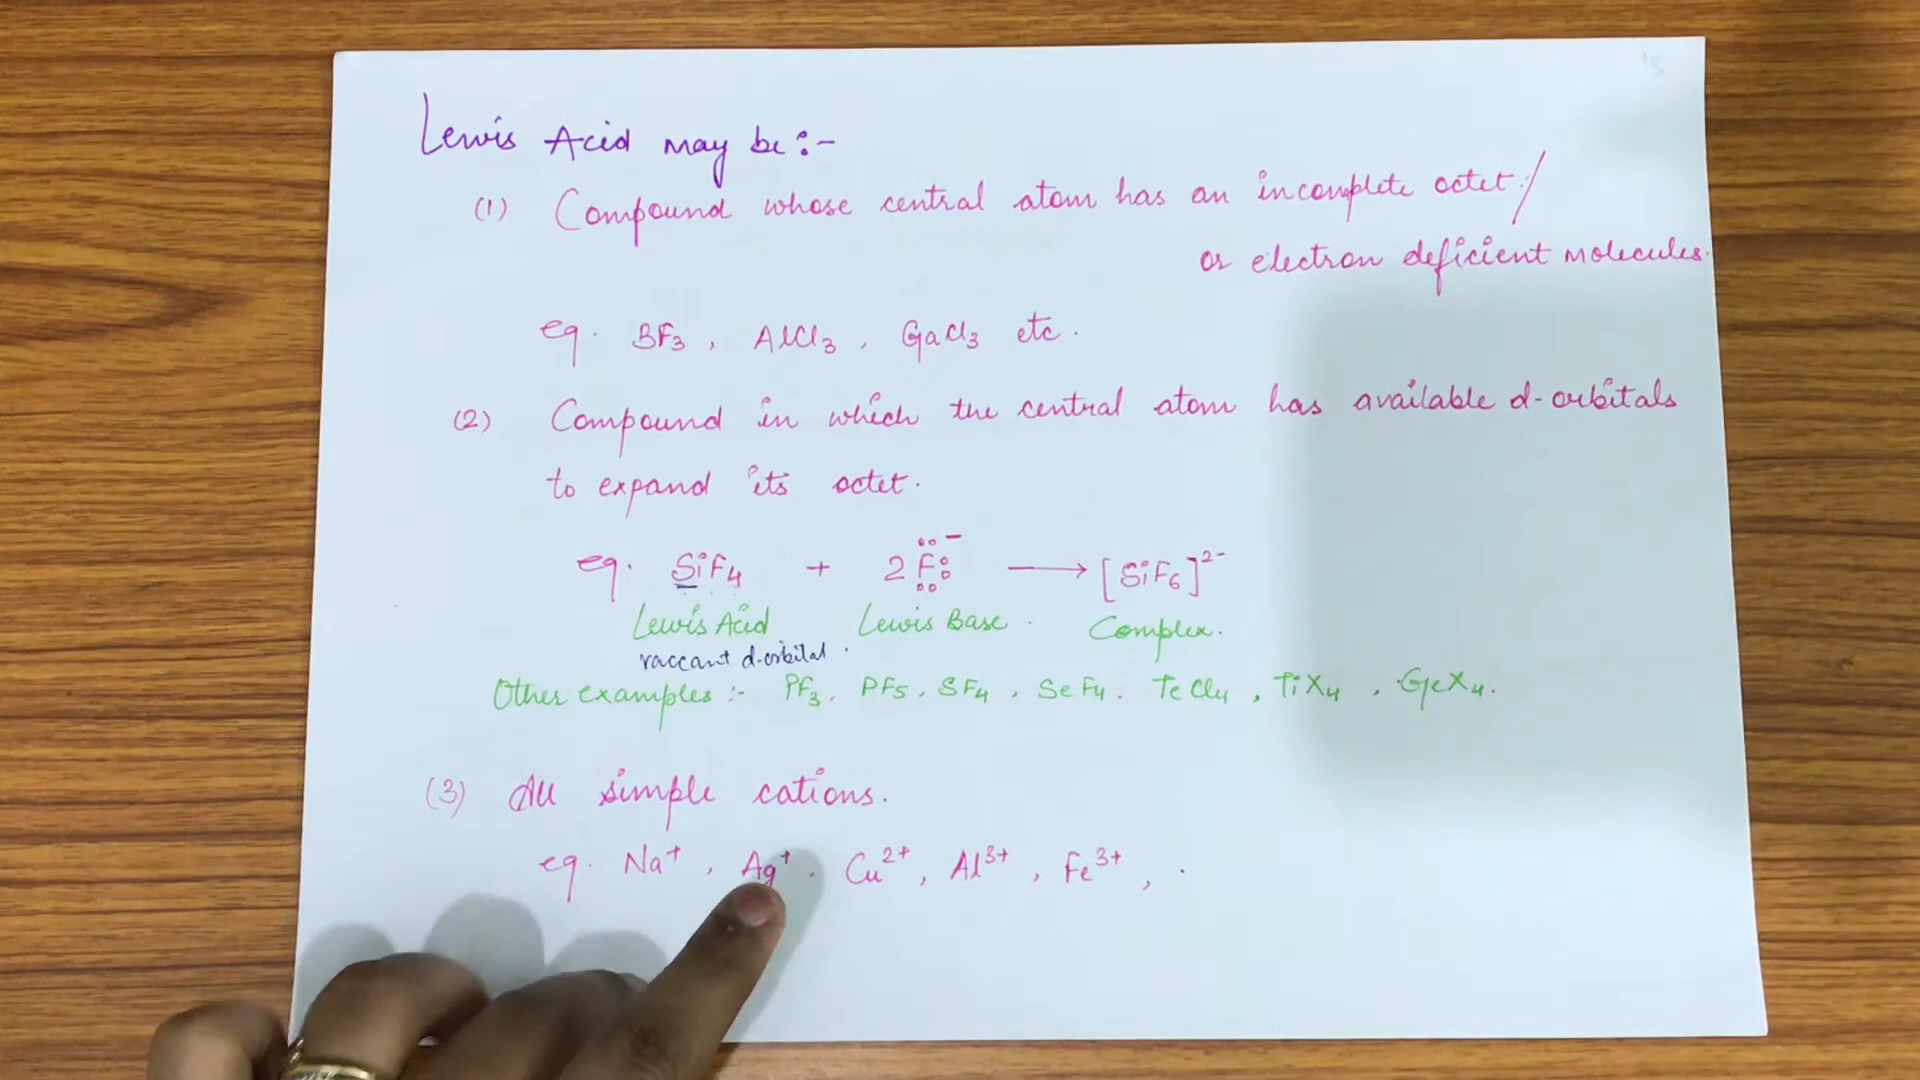 15
Lewis Acid may be :-
(1) Compound whose central atom has an incomplete octet. /
or electron deficient molecules.
eg. BF₃, AlCl₃, GaCl₃ etc.
(2) Compound in which the central atom has available d-orbitals
to expand its octet.
eg. SiF₄ + 2F⁻ ⟶ [SiF₆]²⁻
Lewis Acid Lewis Base. Complex.
vaccant d-orbital.
Other examples :- PF₃, PF₅, SF₄, SeF₄. TeCl₄, TiX₄, GeX₄.
(3) All simple cations.
eg. Na⁺, Ag⁺. Cu²⁺, Al³⁺, Fe³⁺, .